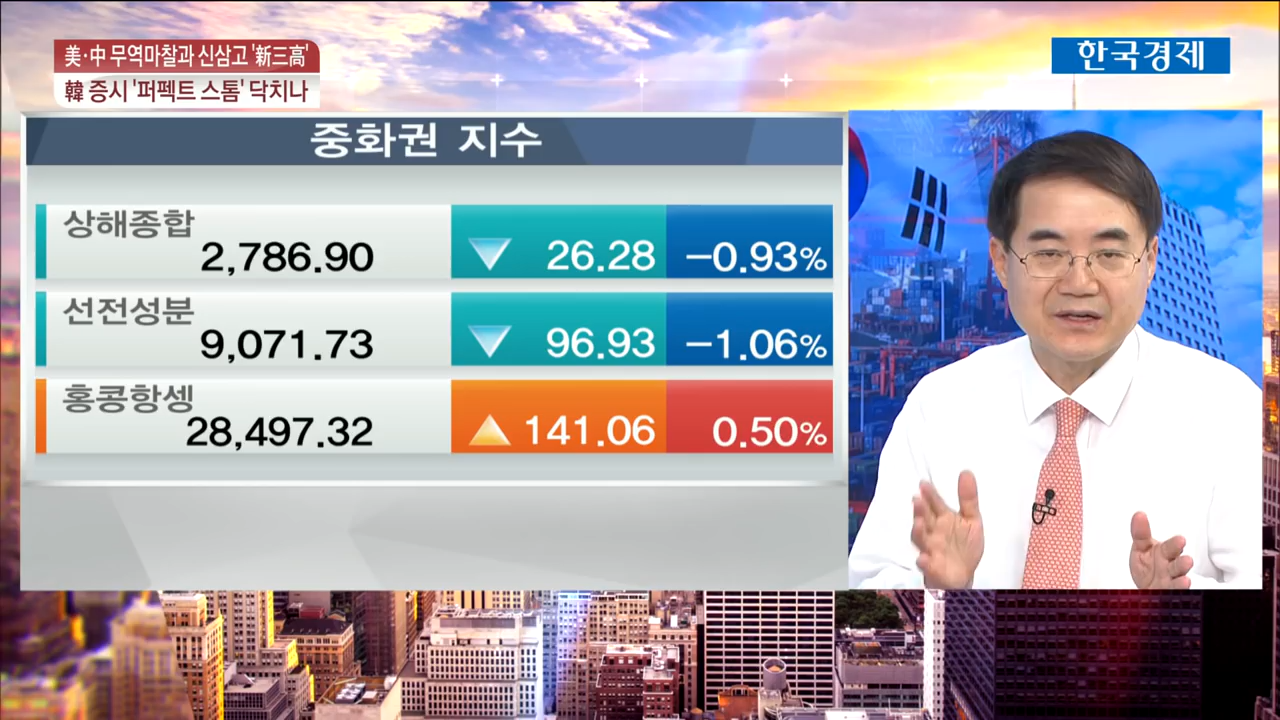 美·中 무역마찰과 신삼고 '新三高'
韓 증시 '퍼펙트 스톰' 닥치나
한국경제
중화권 지수
상해종합
2,786.90 ▼ 26.28 -0.93%
선전성분
9,071.73 ▼ 96.93 -1.06%
홍콩항셍
28,497.32 ▲ 141.06 0.50%